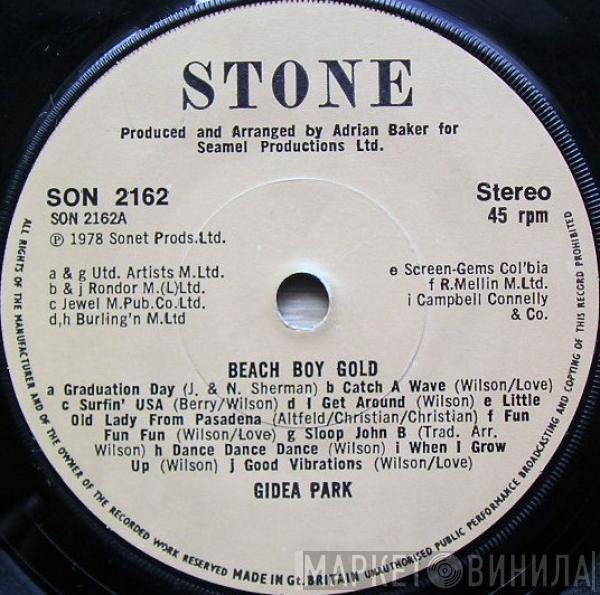 STONE
Produced and Arranged by Adrian Baker for
Seamel Productions Ltd.
SON 2162
SON 2162A
℗ 1978 Sonet Prods.Ltd.
Stereo
45 rpm
a & g Utd. Artists M.Ltd.
b & j Rondor M.(L)Ltd.
c Jewel M.Pub.Co.Ltd.
d,h Burling'n M.Ltd
e Screen-Gems Col'bia
f R.Mellin M.Ltd.
i Campbell Connelly
& Co.
BEACH BOY GOLD
a Graduation Day (J. & N. Sherman) b Catch A Wave (Wilson/Love)
c Surfin' USA (Berry/Wilson) d I Get Around (Wilson) e Little
Old Lady From Pasadena (Altfeld/Christian/Christian) f Fun
Fun Fun (Wilson/Love) g Sloop John B (Trad. Arr.
Wilson) h Dance Dance Dance (Wilson) i When I Grow
Up (Wilson) j Good Vibrations (Wilson/Love)
GIDEA PARK
ALL RIGHTS OF THE MANUFACTURER AND OF THE OWNER OF THE RECORDED WORK RESERVED MADE IN Gt. BRITAIN UNAUTHORISED PUBLIC PERFORMANCE BROADCASTING AND COPYING OF THIS RECORD PROHIBITED
МАРКЕТ ВИНИЛА